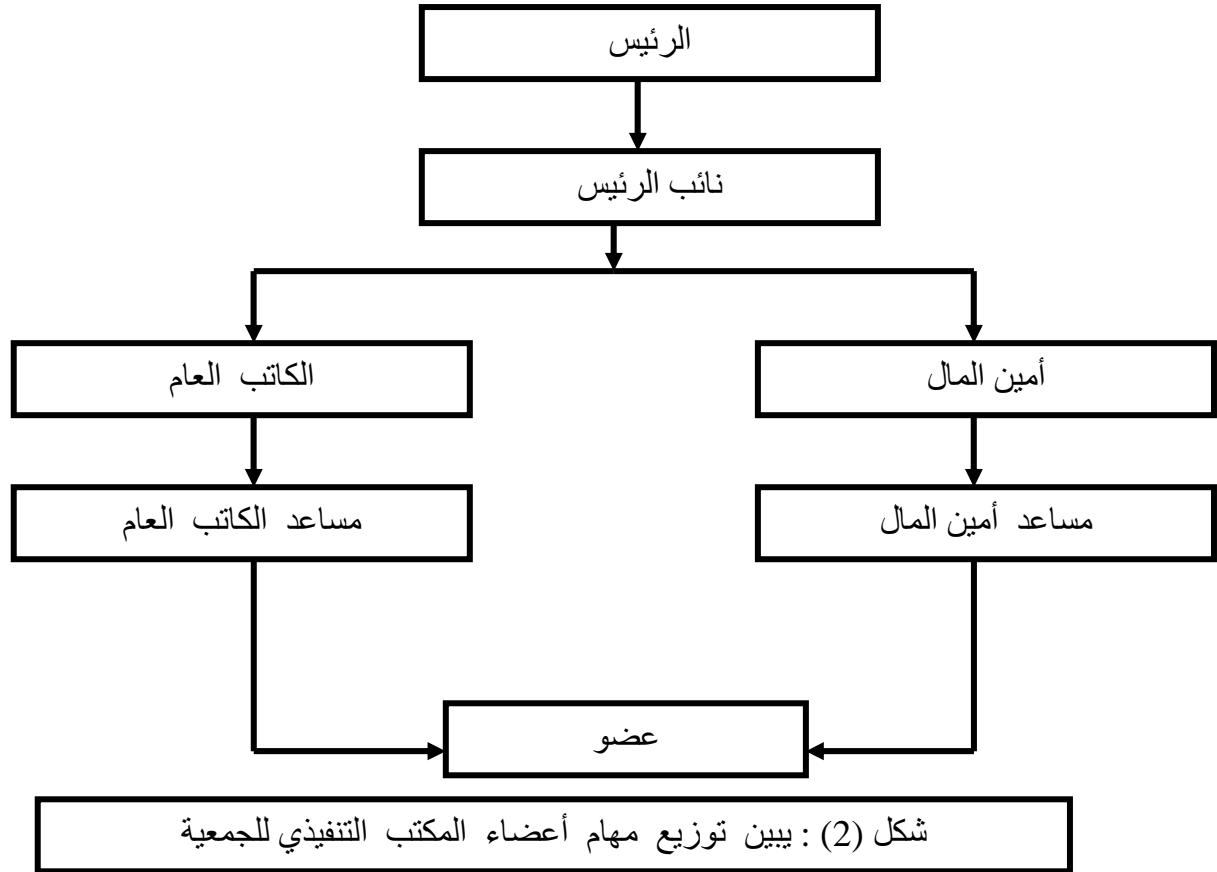 الرئيس
نائب الرئيس
أمين المال
الكاتب العام
مساعد أمين المال
مساعد الكاتب العام
عضو
شكل (2) : يبين توزيع مهام أعضاء المكتب التنفيذي للجمعية